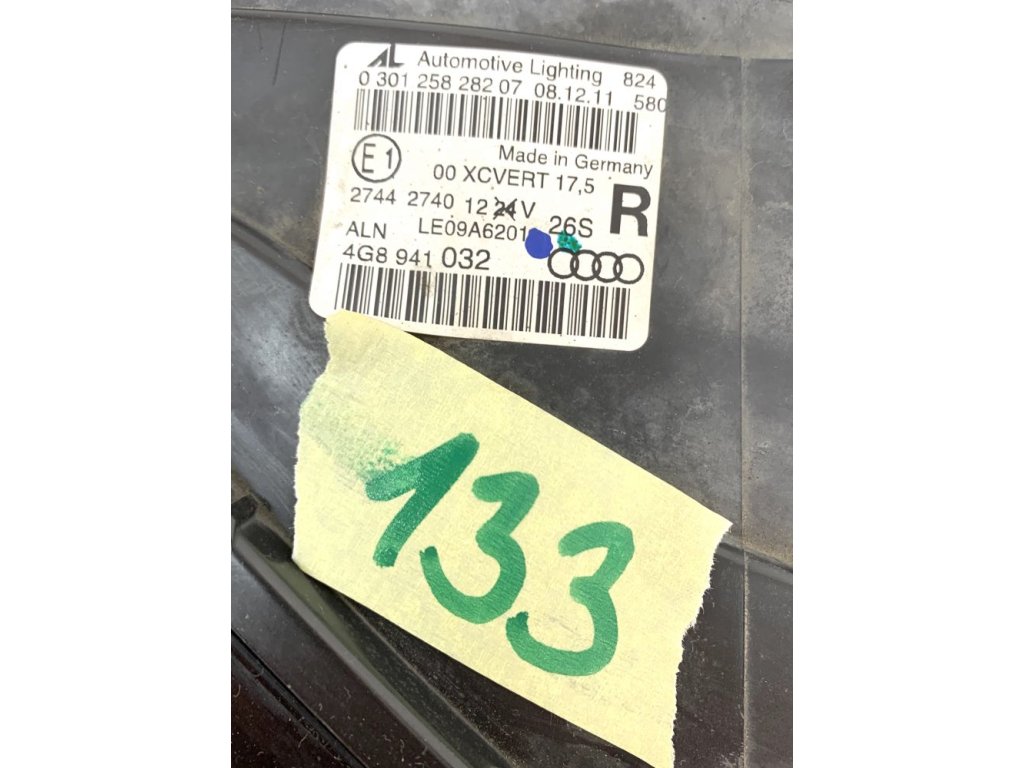 AL Automotive Lighting 824
0 301 258 282 07 08.12.11 580
Made in Germany
E1 00 XCVERT 17,5
2744 2740 12 24 V 26S R
ALN LE09A6201
4G8 941 032
133